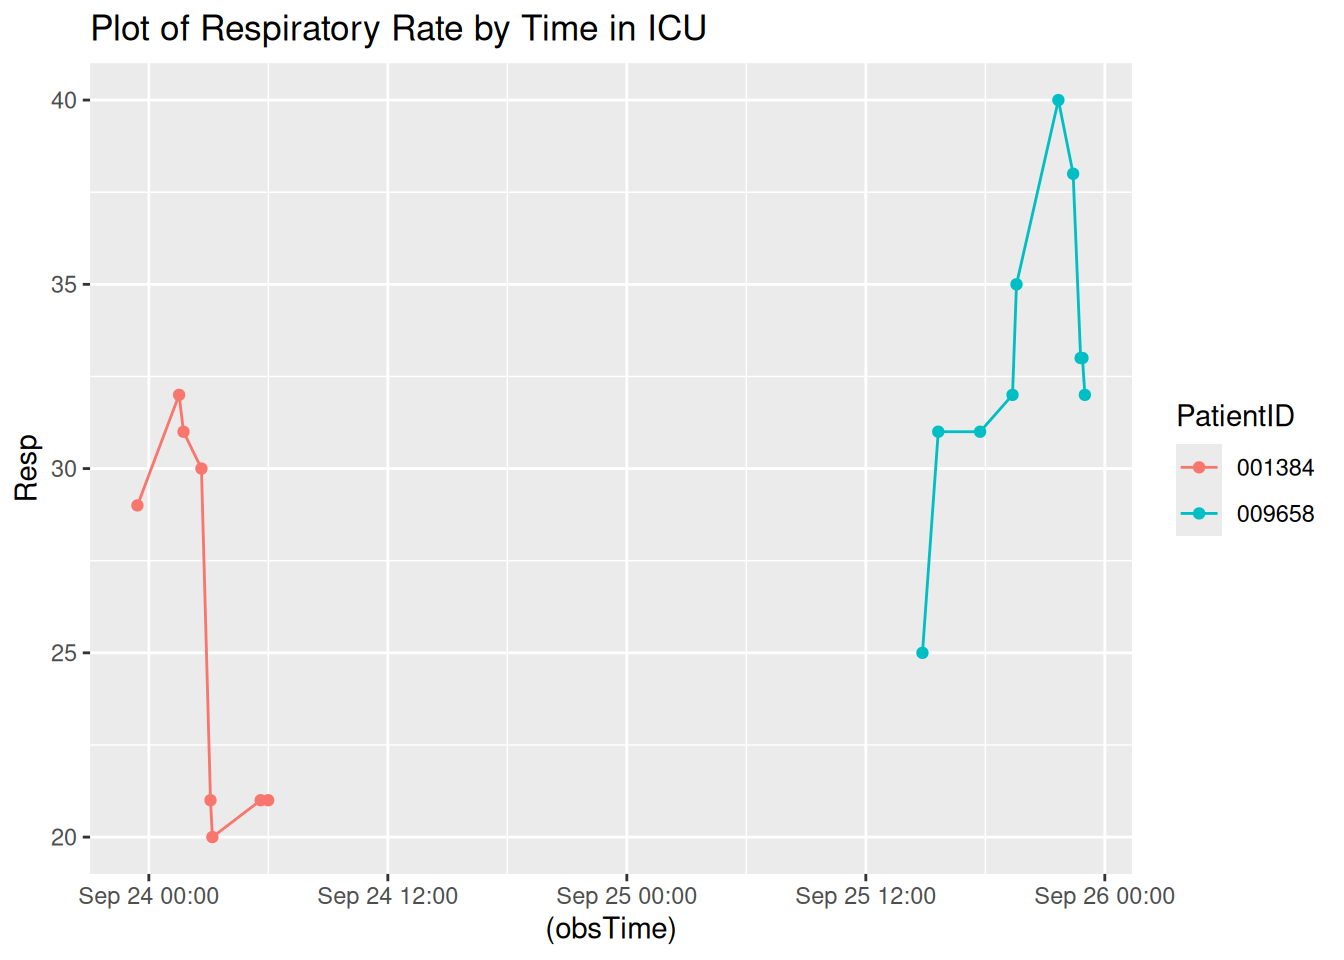 Plot of Respiratory Rate by Time in ICU
40
35
30
25
20
Resp
Sep 24 00:00
Sep 24 12:00
Sep 25 00:00
Sep 25 12:00
Sep 26 00:00
(obsTime)
PatientID
001384
009658